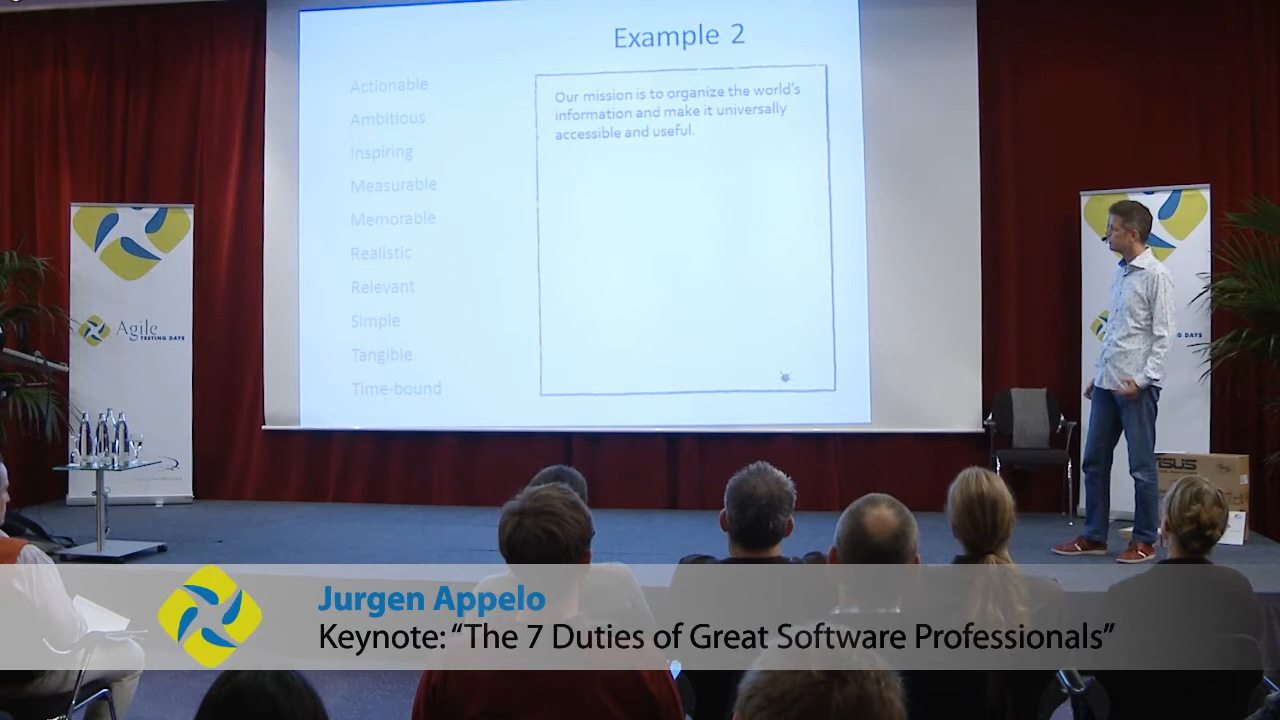 Example 2
Actionable
Ambitious
Inspiring
Measurable
Memorable
Realistic
Relevant
Simple
Tangible
Time-bound
Our mission is to organize the world's
information and make it universally
accessible and useful.
Agile
TESTING DAYS
G DAYS
ASUS
Jurgen Appelo
Keynote: “The 7 Duties of Great Software Professionals”